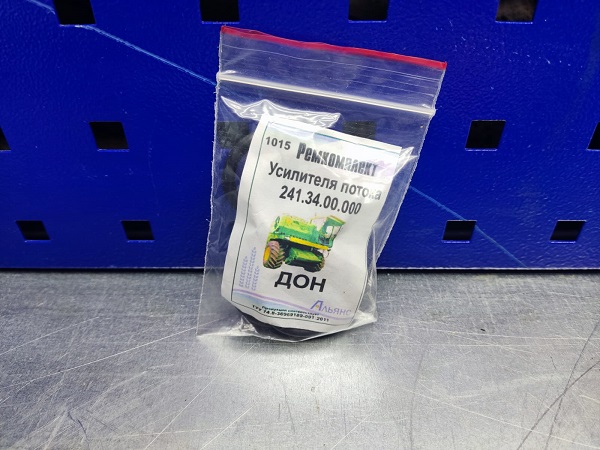 1015 Ремкомплект
Усилителя потока
241.34.00.000
ДОН
Альянс